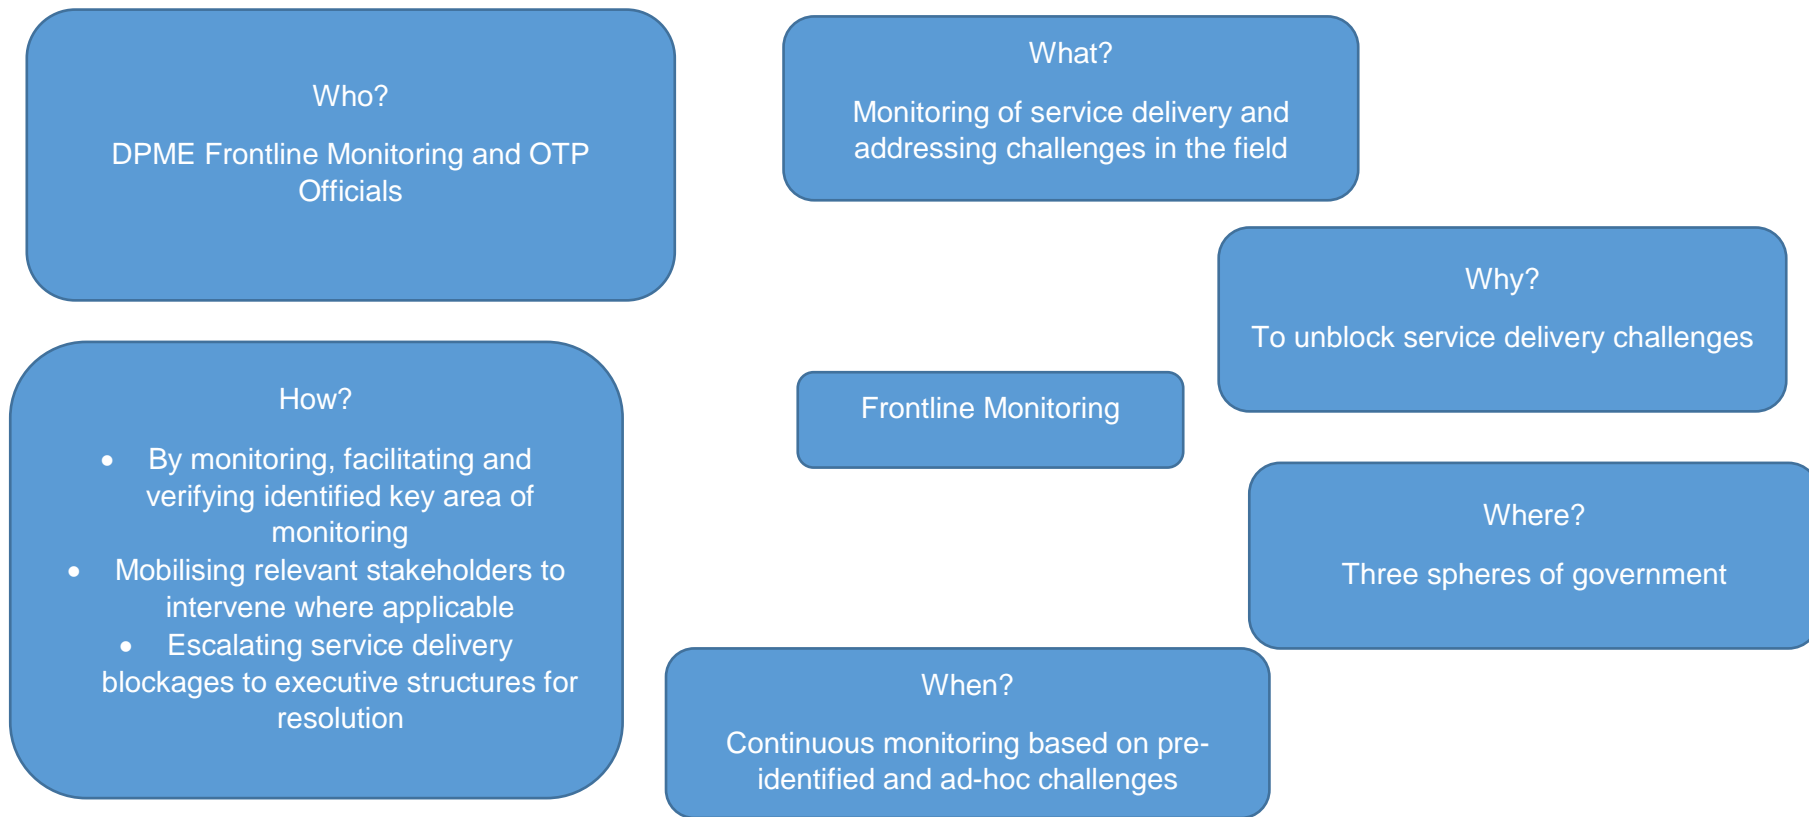 Who?
DPME Frontline Monitoring and OTP
Officials
What?
Monitoring of service delivery and
addressing challenges in the field
Why?
To unblock service delivery challenges
How?
• By monitoring, facilitating and
verifying identified key area of
monitoring
• Mobilising relevant stakeholders to
intervene where applicable
• Escalating service delivery
blockages to executive structures for
resolution
Frontline Monitoring
Where?
Three spheres of government
When?
Continuous monitoring based on pre-
identified and ad-hoc challenges